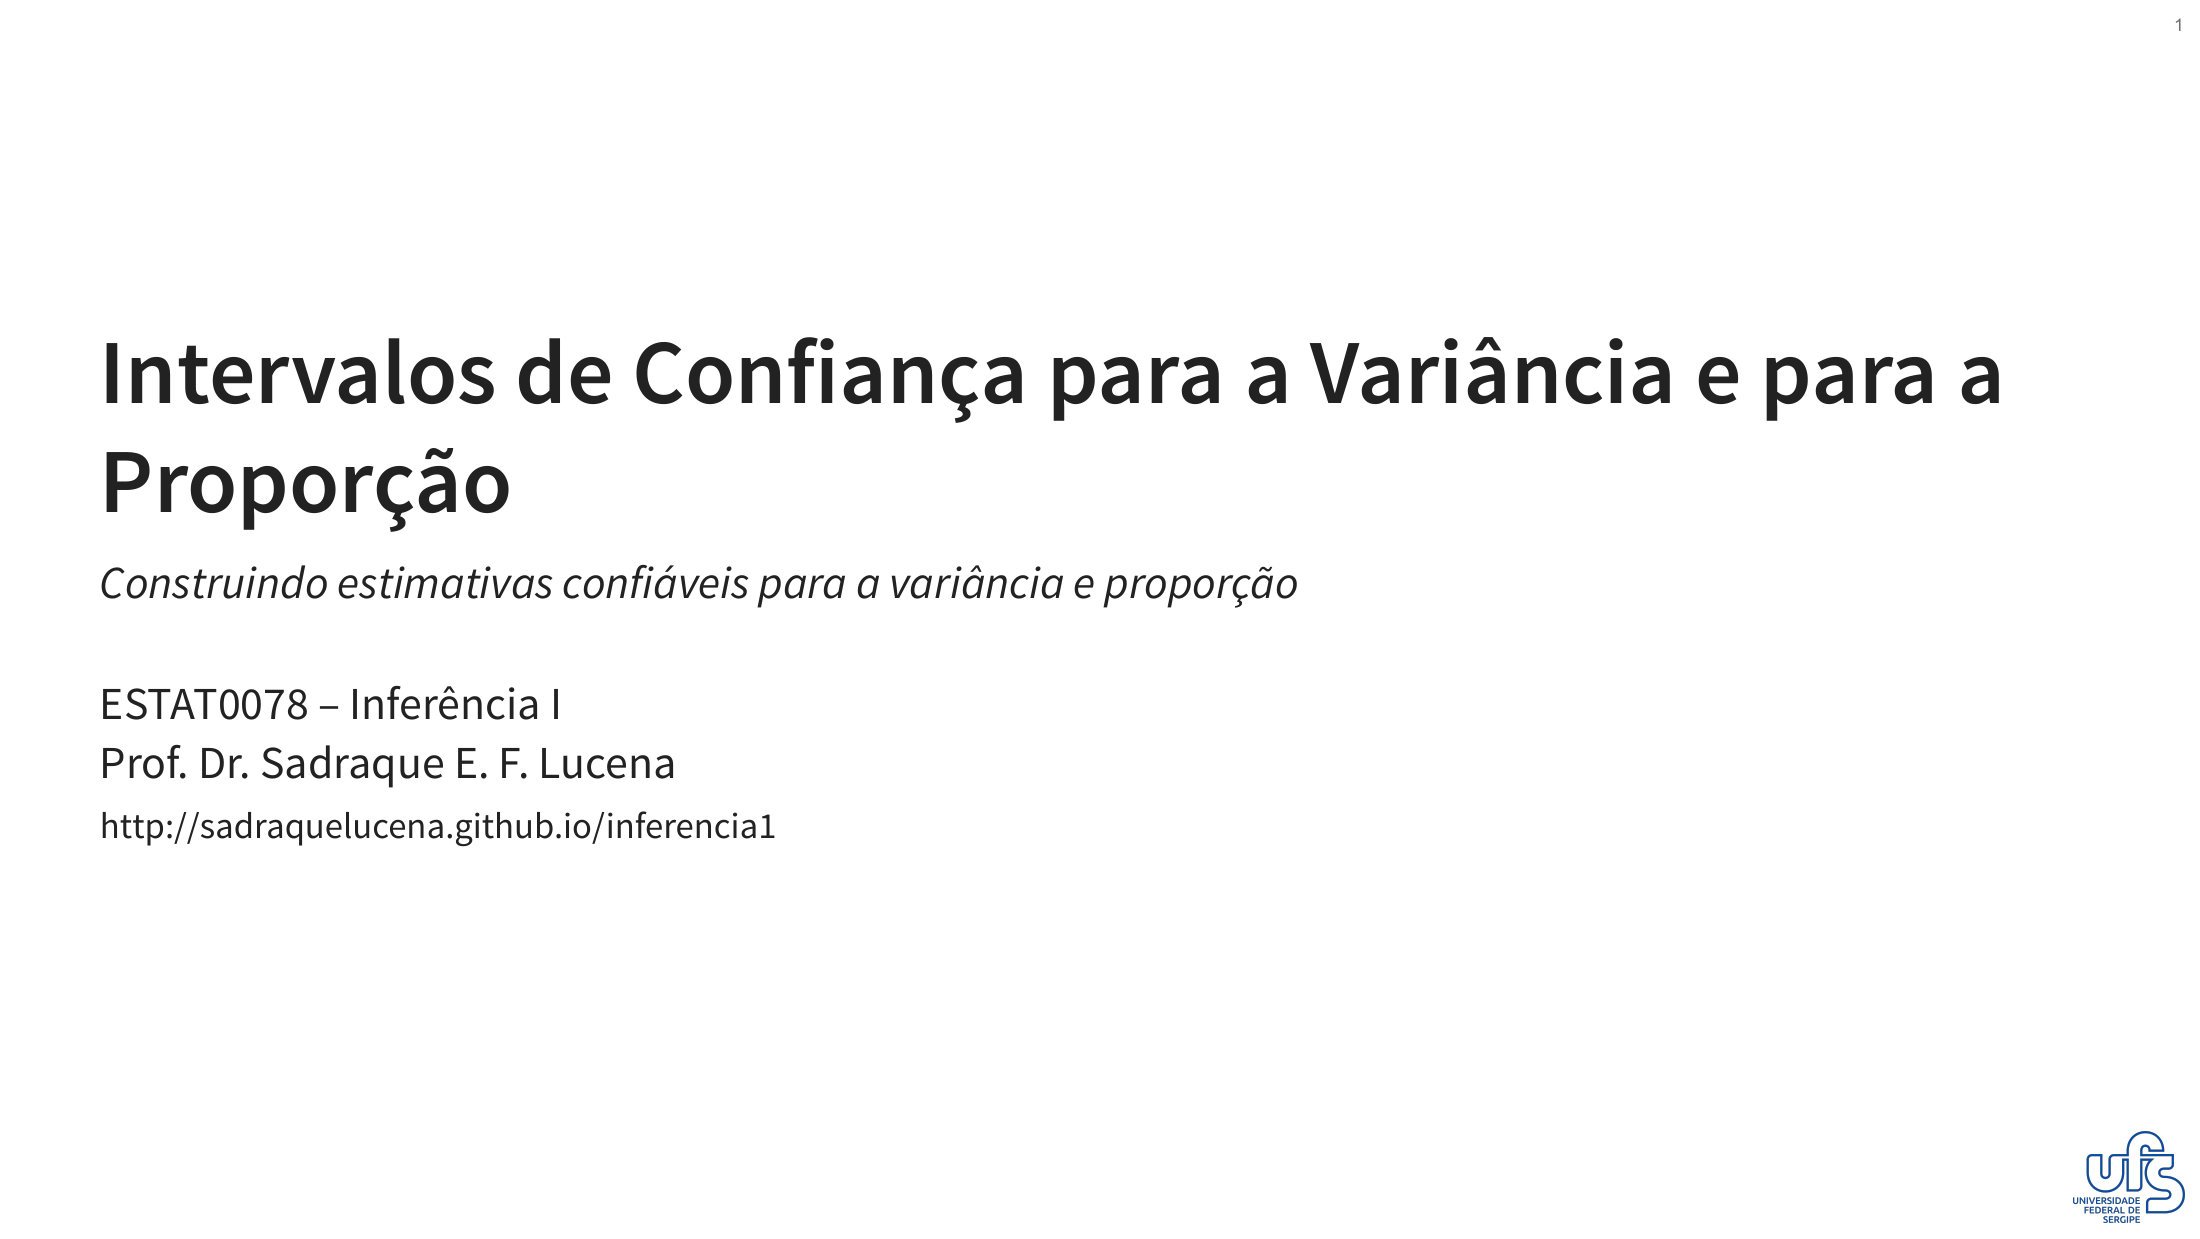 1
Intervalos de Confiança para a Variância e para a
Proporção
Construindo estimativas confiáveis para a variância e proporção
ESTAT0078 – Inferência I
Prof. Dr. Sadraque E. F. Lucena
http://sadraquelucena.github.io/inferencia1
ufs
UNIVERSIDADE
FEDERAL DE
SERGIPE